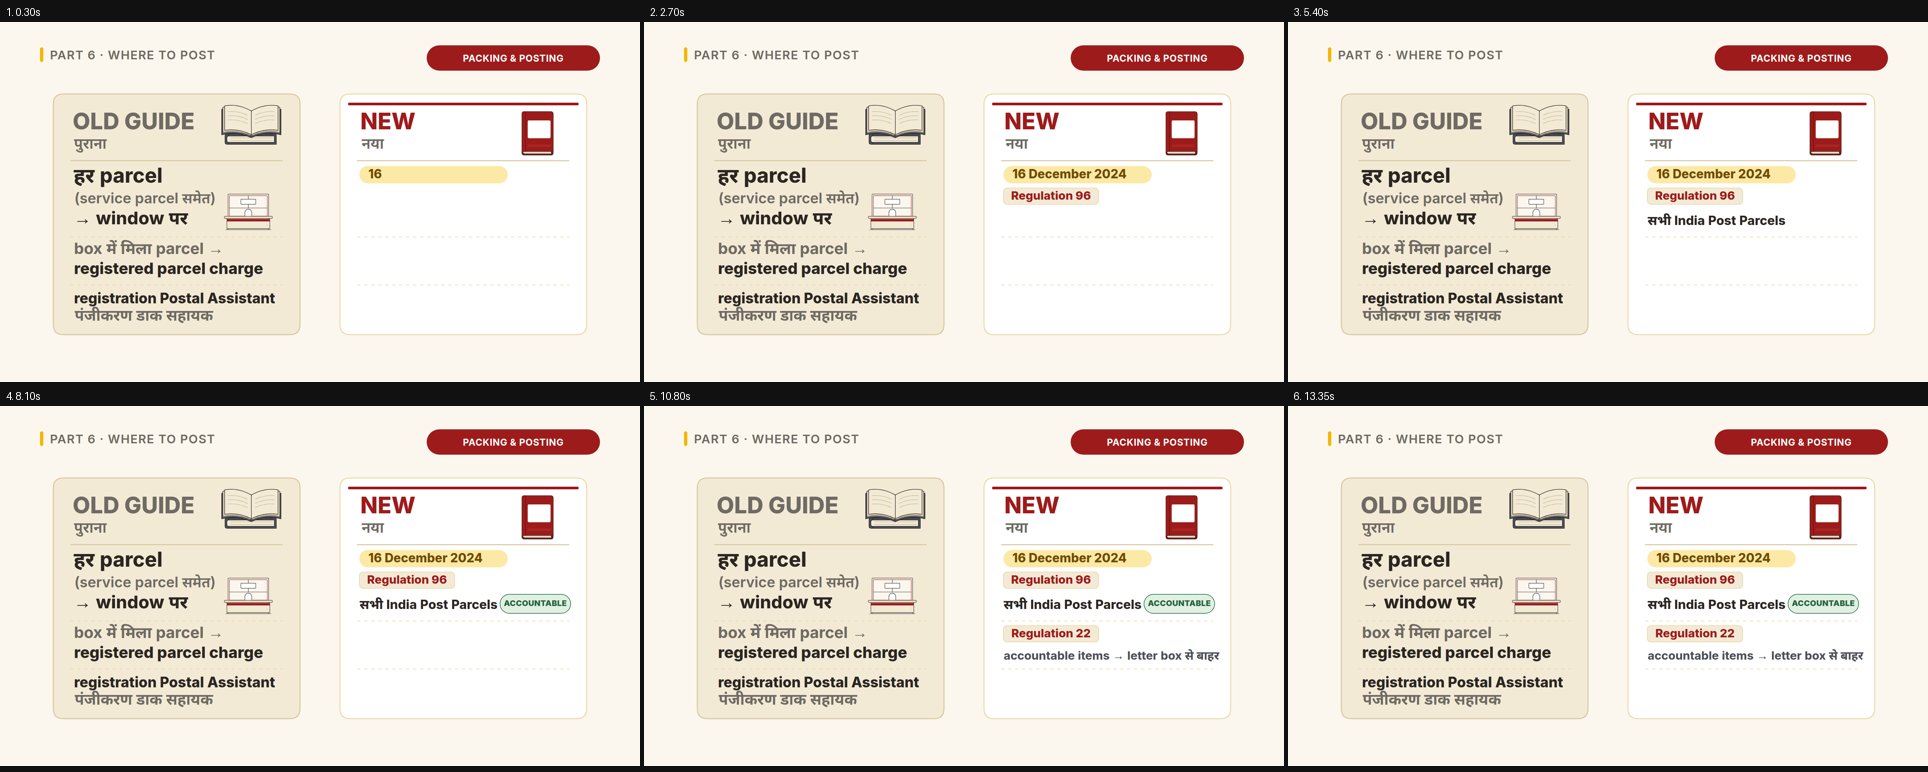 1. 0.30s
PART 6 · WHERE TO POST
PACKING & POSTING
OLD GUIDE
पुराना
हर parcel
(service parcel समेत)
→ window पर
box में मिला parcel →
registered parcel charge
registration Postal Assistant
पंजीकरण डाक सहायक
NEW
नया
16
2. 2.70s
PART 6 · WHERE TO POST
PACKING & POSTING
OLD GUIDE
पुराना
हर parcel
(service parcel समेत)
→ window पर
box में मिला parcel →
registered parcel charge
registration Postal Assistant
पंजीकरण डाक सहायक
NEW
नया
16 December 2024
Regulation 96
3. 5.40s
PART 6 · WHERE TO POST
PACKING & POSTING
OLD GUIDE
पुराना
हर parcel
(service parcel समेत)
→ window पर
box में मिला parcel →
registered parcel charge
registration Postal Assistant
पंजीकरण डाक सहायक
NEW
नया
16 December 2024
Regulation 96
सभी India Post Parcels
4. 8.10s
PART 6 · WHERE TO POST
PACKING & POSTING
OLD GUIDE
पुराना
हर parcel
(service parcel समेत)
→ window पर
box में मिला parcel →
registered parcel charge
registration Postal Assistant
पंजीकरण डाक सहायक
NEW
नया
16 December 2024
Regulation 96
सभी India Post Parcels ACCOUNTABLE
5. 10.80s
PART 6 · WHERE TO POST
PACKING & POSTING
OLD GUIDE
पुराना
हर parcel
(service parcel समेत)
→ window पर
box में मिला parcel →
registered parcel charge
registration Postal Assistant
पंजीकरण डाक सहायक
NEW
नया
16 December 2024
Regulation 96
सभी India Post Parcels ACCOUNTABLE
Regulation 22
accountable items → letter box से बाहर
6. 13.35s
PART 6 · WHERE TO POST
PACKING & POSTING
OLD GUIDE
पुराना
हर parcel
(service parcel समेत)
→ window पर
box में मिला parcel →
registered parcel charge
registration Postal Assistant
पंजीकरण डाक सहायक
NEW
नया
16 December 2024
Regulation 96
सभी India Post Parcels ACCOUNTABLE
Regulation 22
accountable items → letter box से बाहर